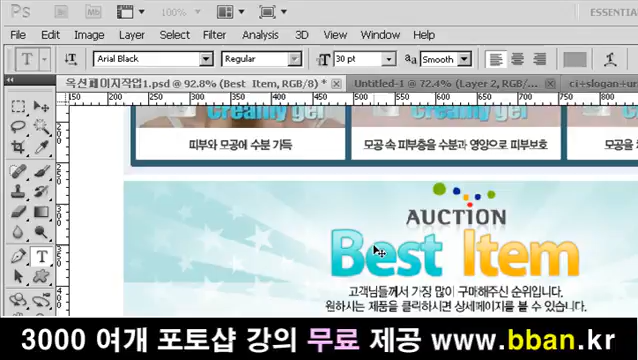 Ps
100%
ESSENTIA
File Edit Image Layer Select Filter Analysis 3D View Window Help
T Arial Black Regular T 30 pt aa Smooth
옥션페이지작업1.psd @ 92.8% (Best Item, RGB/8) * × Untitled-1 @ 72.4% (Layer 2, RGB/... × ci+slogan+ur
150 200 250 300 350 400 450 500 550 600 650 700 750 800
Creamy gel Creamy gel
피부와 모공에 수분 가득 모공 속 피부층을 수분과 영양으로 피부보호 모공을
AUCTION
Best Item
고객님들께서 가장 많이 구매해주신 순위입니다.
원하시는 제품을 클릭하시면 상세페이지를 볼 수 있습니다.
3000 여개 포토샵 강의 무료 제공 www.bban.kr